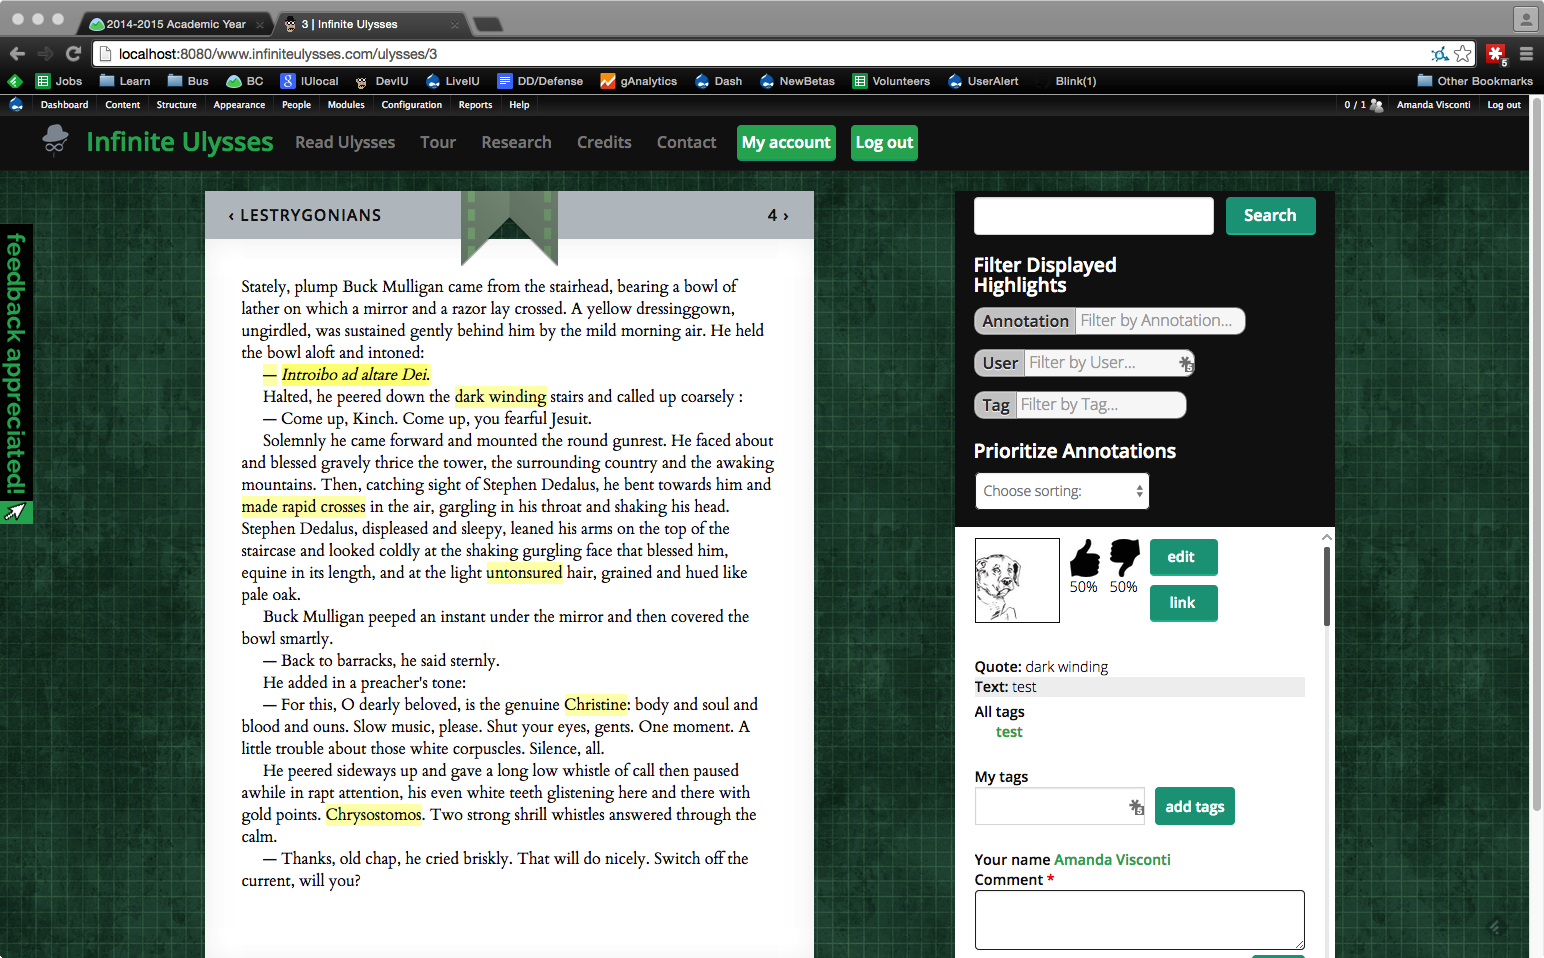 2014-2015 Academic Year
3 | Infinite Ulysses
localhost:8080/www.infiniteulysses.com/ulysses/3
5
Jobs Learn Bus BC IUlocal DevIU LiveIU DD/Defense gAnalytics Dash NewBetas Volunteers UserAlert Blink(1) Other Bookmarks
Dashboard Content Structure Appearance People Modules Configuration Reports Help 0 / 1 Amanda Visconti Log out
Infinite Ulysses Read Ulysses Tour Research Credits Contact My account Log out
feedback appreciated!
‹ LESTRYGONIANS 4 ›
Stately, plump Buck Mulligan came from the stairhead, bearing a bowl of
lather on which a mirror and a razor lay crossed. A yellow dressinggown,
ungirdled, was sustained gently behind him by the mild morning air. He held
the bowl aloft and intoned:
— Introibo ad altare Dei.
Halted, he peered down the dark winding stairs and called up coarsely :
— Come up, Kinch. Come up, you fearful Jesuit.
Solemnly he came forward and mounted the round gunrest. He faced about
and blessed gravely thrice the tower, the surrounding country and the awaking
mountains. Then, catching sight of Stephen Dedalus, he bent towards him and
made rapid crosses in the air, gargling in his throat and shaking his head.
Stephen Dedalus, displeased and sleepy, leaned his arms on the top of the
staircase and looked coldly at the shaking gurgling face that blessed him,
equine in its length, and at the light untonsured hair, grained and hued like
pale oak.
Buck Mulligan peeped an instant under the mirror and then covered the
bowl smartly.
— Back to barracks, he said sternly.
He added in a preacher's tone:
— For this, O dearly beloved, is the genuine Christine: body and soul and
blood and ouns. Slow music, please. Shut your eyes, gents. One moment. A
little trouble about those white corpuscles. Silence, all.
He peered sideways up and gave a long low whistle of call then paused
awhile in rapt attention, his even white teeth glistening here and there with
gold points. Chrysostomos. Two strong shrill whistles answered through the
calm.
— Thanks, old chap, he cried briskly. That will do nicely. Switch off the
current, will you?
Search
Filter Displayed
Highlights
Annotation Filter by Annotation...
User Filter by User... 5
Tag Filter by Tag...
Prioritize Annotations
Choose sorting:
50% 50%
edit
link
Quote: dark winding
Text: test
All tags
test
My tags
5 add tags
Your name Amanda Visconti
Comment *